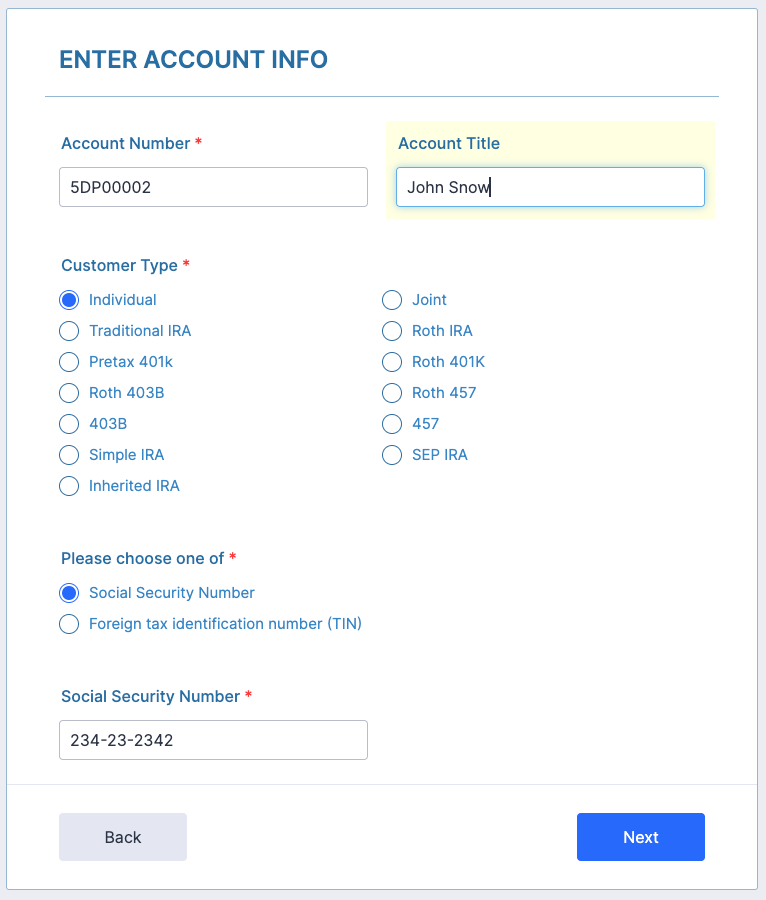 ENTER ACCOUNT INFO
Account Number *
Account Title
5DP00002
John Snow
Customer Type *
Individual
Joint
Traditional IRA
Roth IRA
Pretax 401k
Roth 401K
Roth 403B
Roth 457
403B
457
Simple IRA
SEP IRA
Inherited IRA
Please choose one of *
Social Security Number
Foreign tax identification number (TIN)
Social Security Number *
234-23-2342
Back
Next